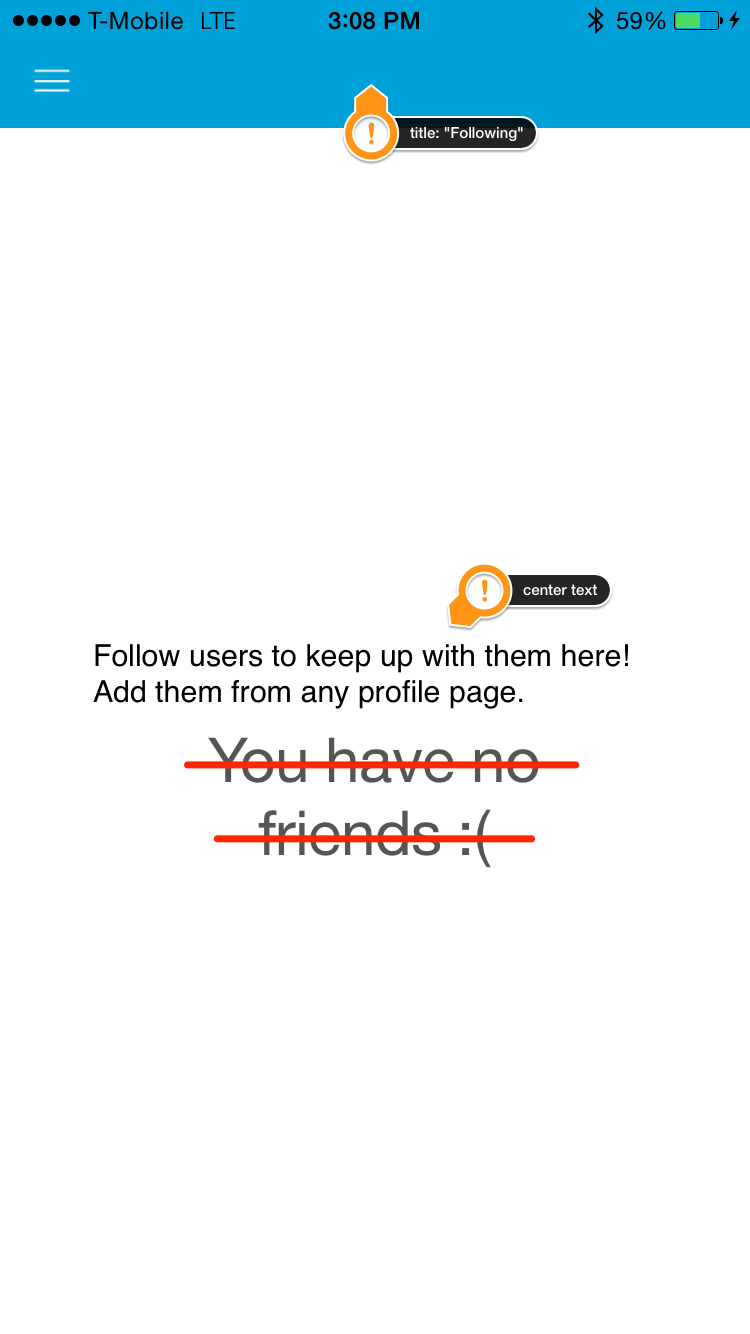 T-Mobile LTE 3:08 PM 59%
! title: "Following"
! center text
Follow users to keep up with them here!
Add them from any profile page.
You have no
friends :(